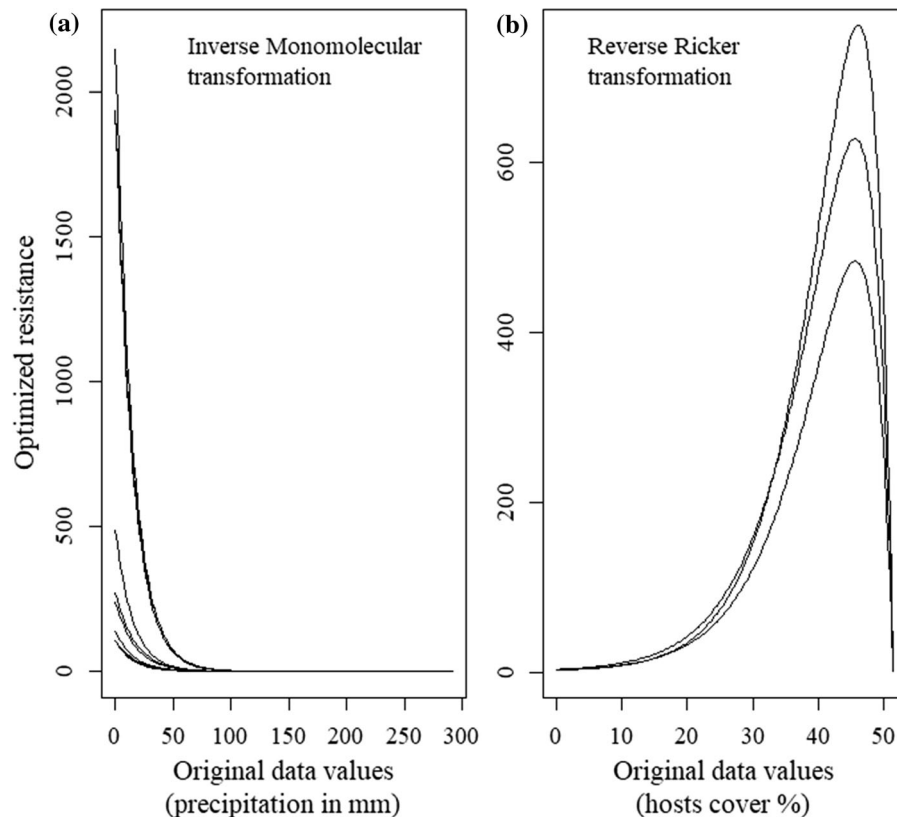 (a)
Inverse Monomolecular
transformation
Optimized resistance
2000
1500
1000
500
0
0 50 100 150 200 250 300
Original data values
(precipitation in mm)
(b)
Reverse Ricker
transformation
600
400
200
0
0 10 20 30 40 50
Original data values
(hosts cover %)